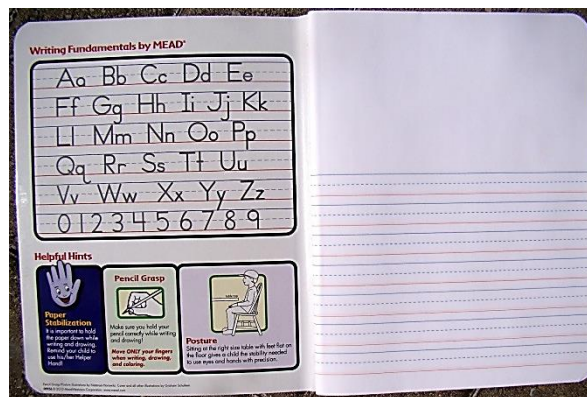 Writing Fundamentals by MEAD®
Aa Bb Cc Dd Ee
Ff Gg Hh Ii Jj Kk
Ll Mm Nn Oo Pp
Qq Rr Ss Tt Uu
Vv Ww Xx Yy Zz
0 1 2 3 4 5 6 7 8 9
Helpful Hints
Paper
Stabilization
It is important to hold
the paper down while
writing and drawing.
Remind your child to
use his/her Helper
Hand!
Pencil Grasp
Make sure you hold your
pencil correctly while writing
and drawing!
Move ONLY your fingers
when writing, drawing,
and coloring.
Posture
Sitting at the right size table with feet flat on
the floor gives a child the stability needed
to use eyes and hands with precision.